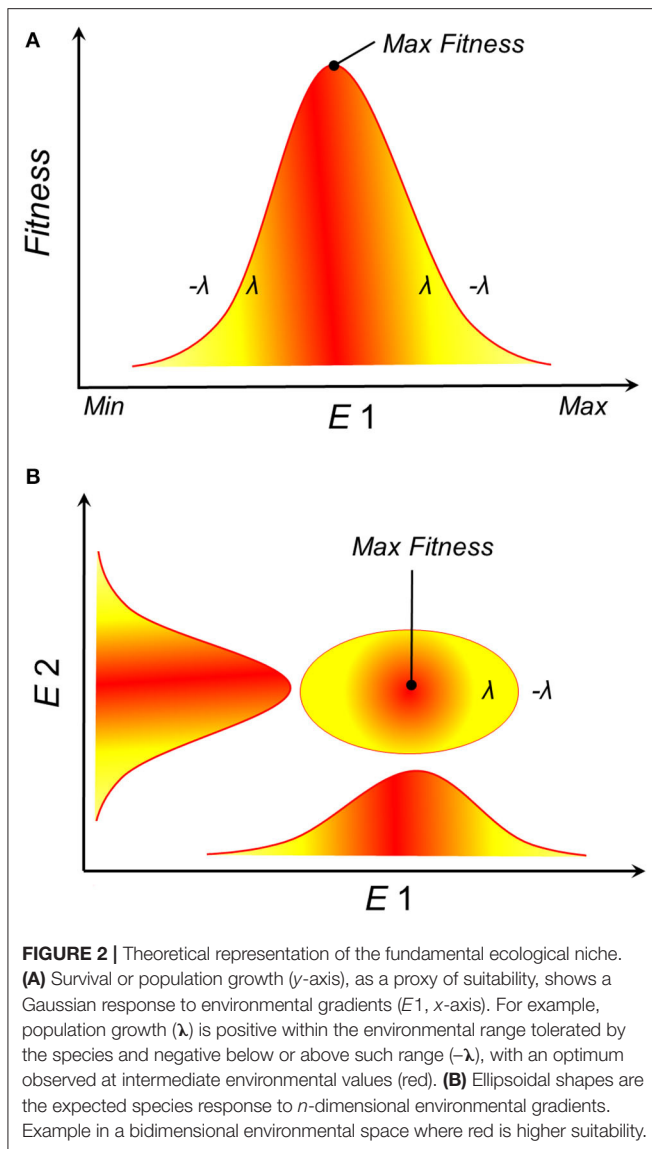 A
Max Fitness
Fitness
-λ λ λ -λ
Min E 1 Max
B
Max Fitness
E 2
λ -λ
E 1
FIGURE 2 | Theoretical representation of the fundamental ecological niche.
(A) Survival or population growth (y-axis), as a proxy of suitability, shows a
Gaussian response to environmental gradients (E1, x-axis). For example,
population growth (λ) is positive within the environmental range tolerated by
the species and negative below or above such range (–λ), with an optimum
observed at intermediate environmental values (red). (B) Ellipsoidal shapes are
the expected species response to n-dimensional environmental gradients.
Example in a bidimensional environmental space where red is higher suitability.